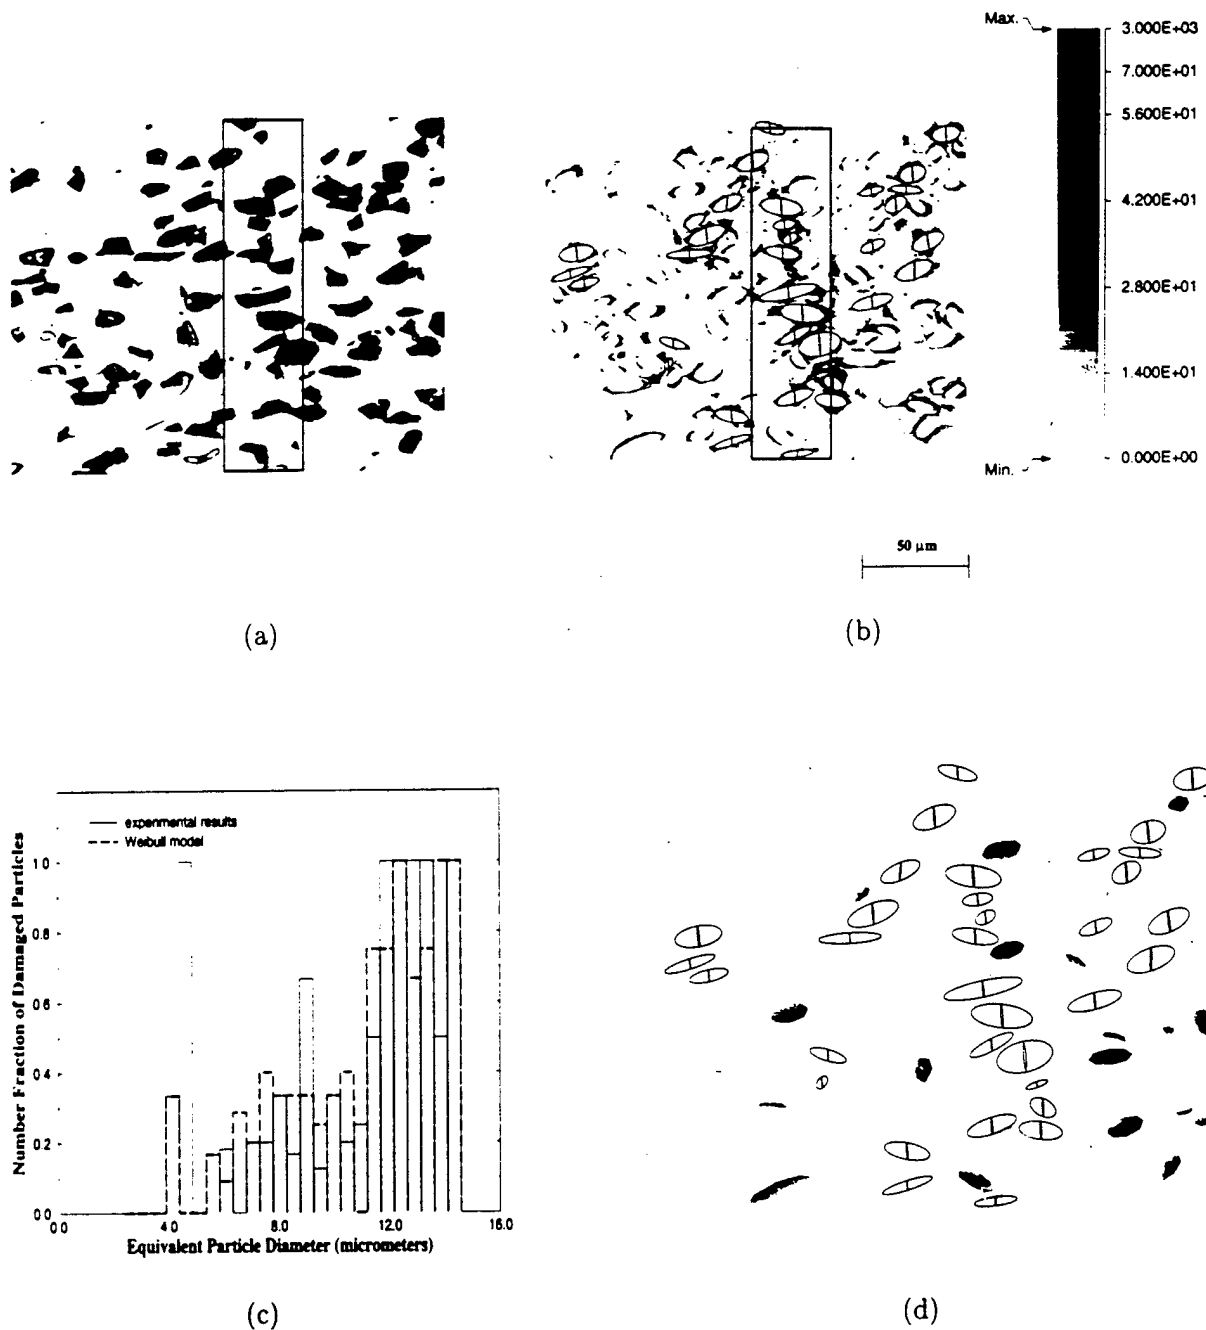 Max.
3.000E+03
7.000E+01
5.600E+01
4.200E+01
2.800E+01
1.400E+01
0.000E+00
Min.
50 μm
(a)
(b)
Number Fraction of Damaged Particles
experimental results
Weibull model
1.0
0.8
0.6
0.4
0.2
0.0
0.0
4.0
8.0
12.0
16.0
Equivalent Particle Diameter (micrometers)
(c)
(d)